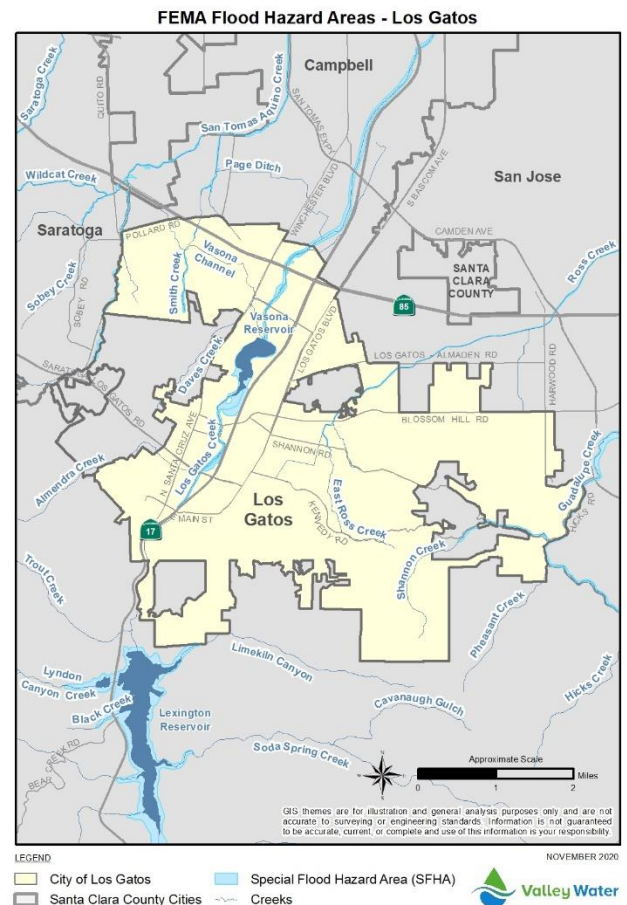 FEMA Flood Hazard Areas - Los Gatos
Campbell
Saratoga Creek
QUITO RD
San Tomas Aquino Creek
SAN TOMAS EXPY
WINCHESTER BLVD
S BASCOM AVE
Page Ditch
Wildcat Creek
San Jose
Saratoga
POLLARD RD
Vasona
Channel
CAMDEN AVE
Ross Creek
SANTA
CLARA
COUNTY
Sobey Creek
SOBEY RD
Smith Creek
85
Vasona
Reservoir
LOS GATOS BLVD
HARWOOD RD
Daves Creek
LOS GATOS - ALMADEN RD
SARATOGA LOS GATOS RD
BLOSSOM HILL RD
N SANTA CRUZ AVE
Los Gatos Creek
SHANNON RD
Guadalupe Creek
Almendra Creek
East Ross Creek
HICKS RD
Los
Gatos
MAIN ST
KENNEDY RD
17
Shannon Creek
Trout Creek
Pheasant Creek
Limekiln Canyon
Hicks Creek
Lyndon
Canyon Creek
Black Creek
Cavanaugh Gulch
Lexington
Reservoir
BEAR CREEK RD
Soda Spring Creek
N
E
S
W
Approximate Scale
0 1 2
Miles
GIS themes are for illustration and general analysis purposes only and are not
accurate to surveying or engineering standards. Information is not guaranteed
to be accurate, current, or complete and use of this information is your responsibility.
LEGEND
NOVEMBER 2020
City of Los Gatos
Special Flood Hazard Area (SFHA)
Santa Clara County Cities
Creeks
Valley Water